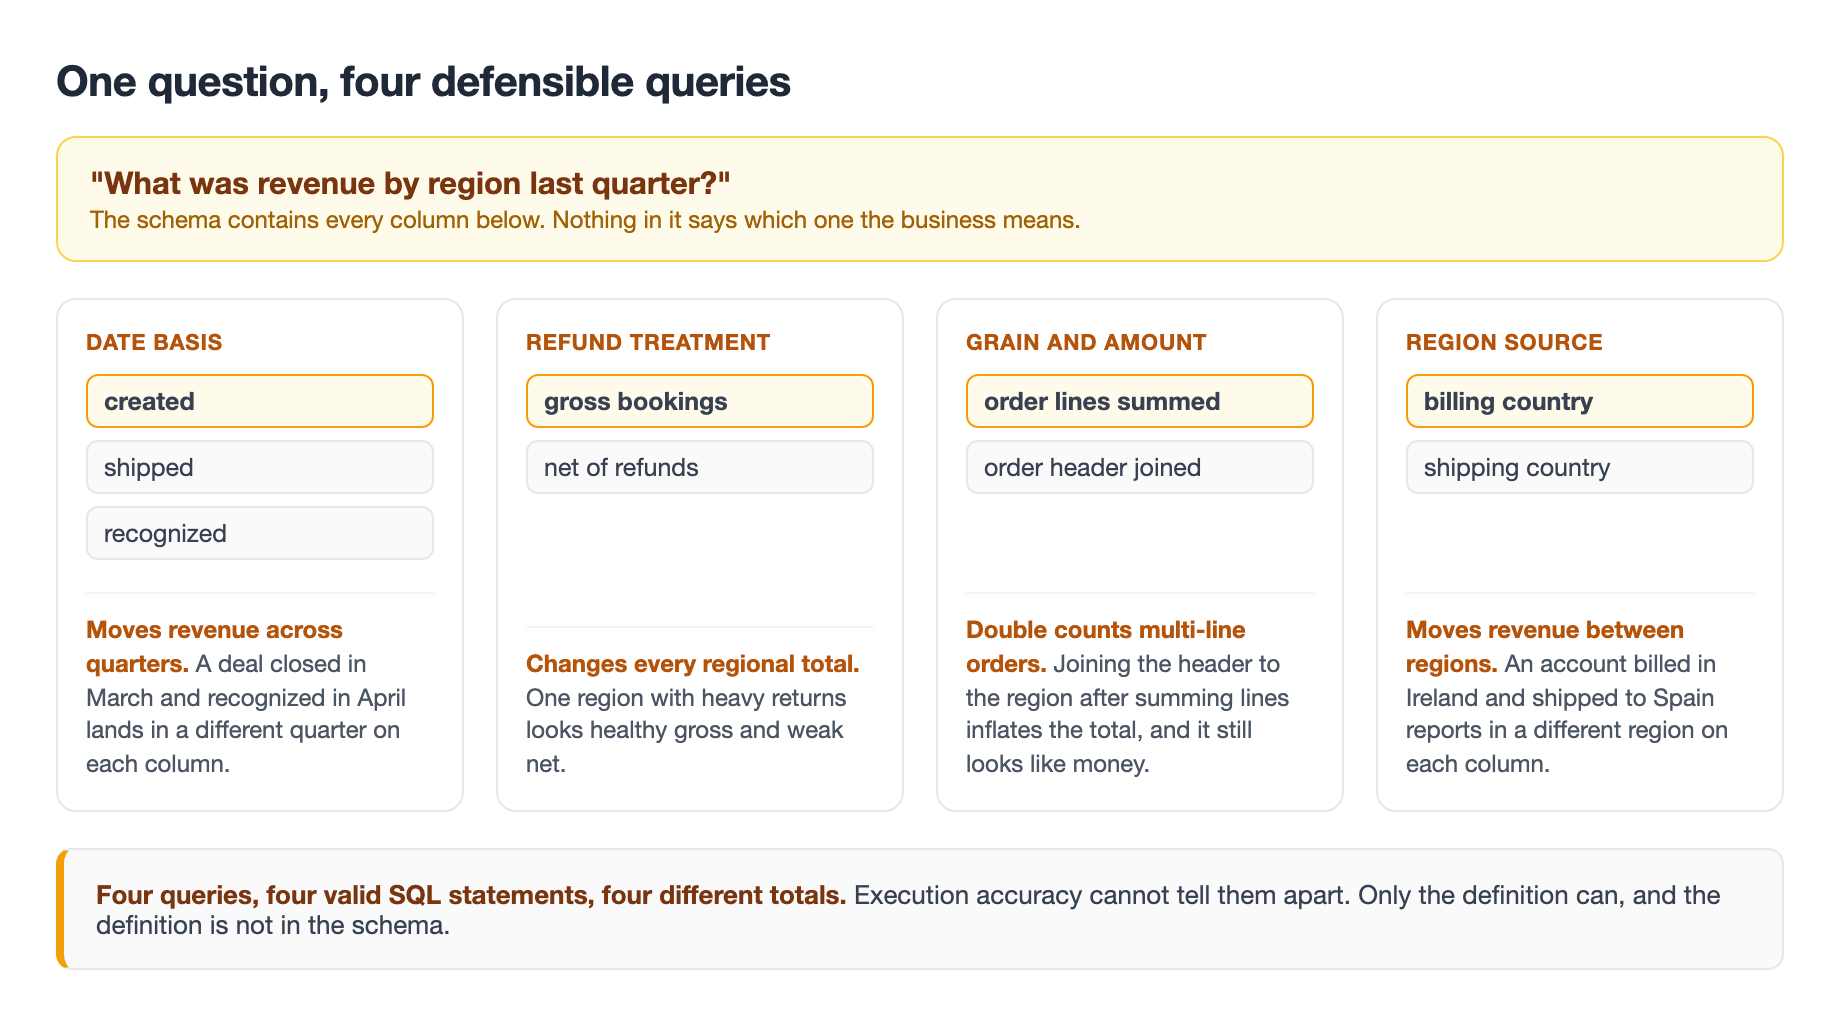 One question, four defensible queries
"What was revenue by region last quarter?"
The schema contains every column below. Nothing in it says which one the business means.
DATE BASIS
created
shipped
recognized
Moves revenue across
quarters. A deal closed in
March and recognized in April
lands in a different quarter on
each column.
REFUND TREATMENT
gross bookings
net of refunds
Changes every regional total.
One region with heavy returns
looks healthy gross and weak
net.
GRAIN AND AMOUNT
order lines summed
order header joined
Double counts multi-line
orders. Joining the header to
the region after summing lines
inflates the total, and it still
looks like money.
REGION SOURCE
billing country
shipping country
Moves revenue between
regions. An account billed in
Ireland and shipped to Spain
reports in a different region on
each column.
Four queries, four valid SQL statements, four different totals. Execution accuracy cannot tell them apart. Only the definition can, and the
definition is not in the schema.